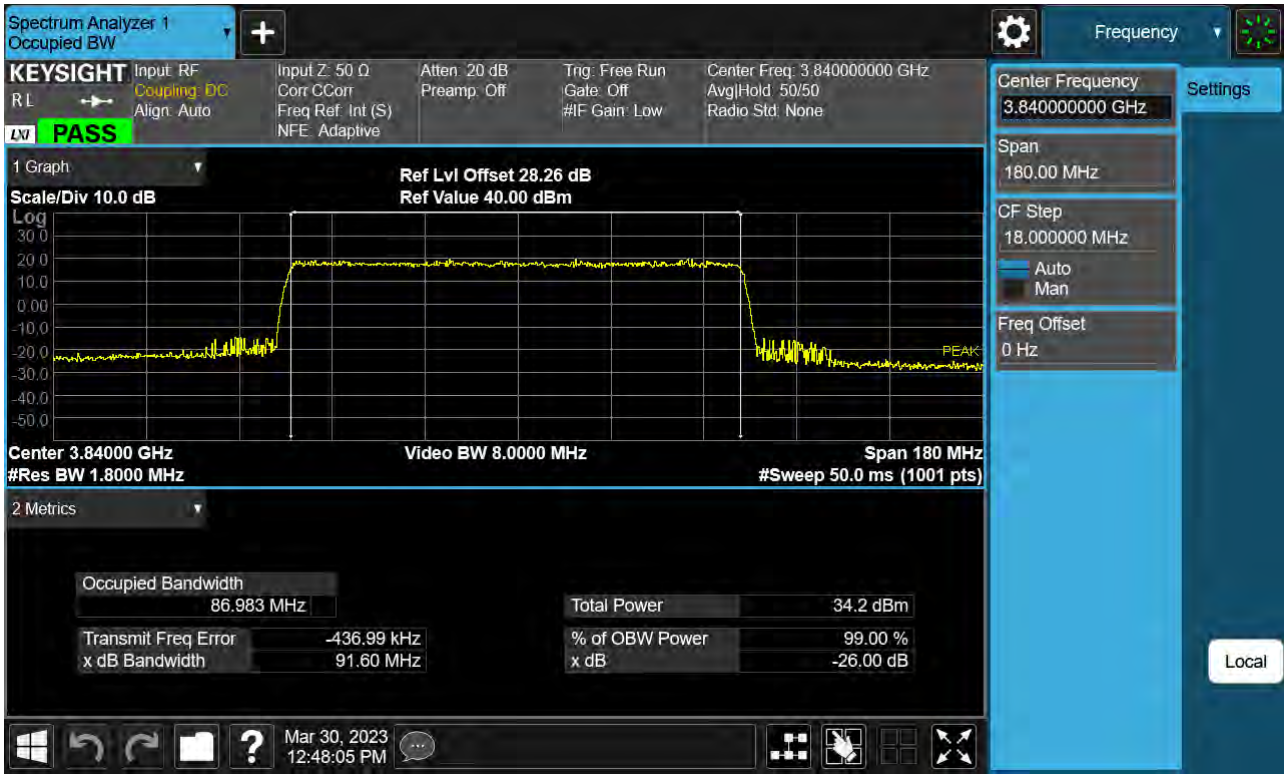 Spectrum Analyzer 1
Occupied BW
+
Frequency
KEYSIGHT
RL
LXI PASS
Input: RF
Coupling: DC
Align: Auto
Input Z: 50 Ω
Corr CCorr
Freq Ref: Int (S)
NFE: Adaptive
Atten: 20 dB
Preamp: Off
Trig: Free Run
Gate: Off
#IF Gain: Low
Center Freq: 3.840000000 GHz
Avg|Hold: 50/50
Radio Std: None
Center Frequency
3.840000000 GHz
Settings
Span
180.00 MHz
CF Step
18.000000 MHz
Auto
Man
Freq Offset
0 Hz
Local
1 Graph
Scale/Div 10.0 dB
Ref Lvl Offset 28.26 dB
Ref Value 40.00 dBm
Log
30.0
20.0
10.0
0.00
-10.0
-20.0
-30.0
-40.0
-50.0
PEAK
Center 3.84000 GHz
#Res BW 1.8000 MHz
Video BW 8.0000 MHz
Span 180 MHz
#Sweep 50.0 ms (1001 pts)
2 Metrics
Occupied Bandwidth
86.983 MHz
Total Power 34.2 dBm
Transmit Freq Error -436.99 kHz
% of OBW Power 99.00 %
x dB Bandwidth 91.60 MHz
x dB -26.00 dB
?
Mar 30, 2023
12:48:05 PM